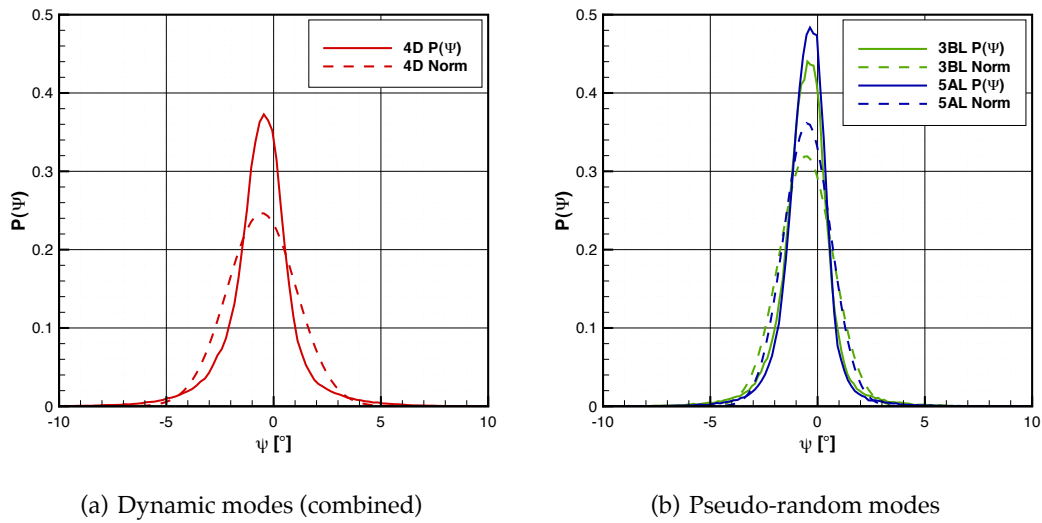 4D P(Ψ)
4D Norm
P(Ψ)
0.5
0.4
0.3
0.2
0.1
0
-10
-5
0
5
10
ψ [°]
(a) Dynamic modes (combined)
3BL P(Ψ)
3BL Norm
5AL P(Ψ)
5AL Norm
P(Ψ)
0.5
0.4
0.3
0.2
0.1
0
-10
-5
0
5
10
ψ [°]
(b) Pseudo-random modes